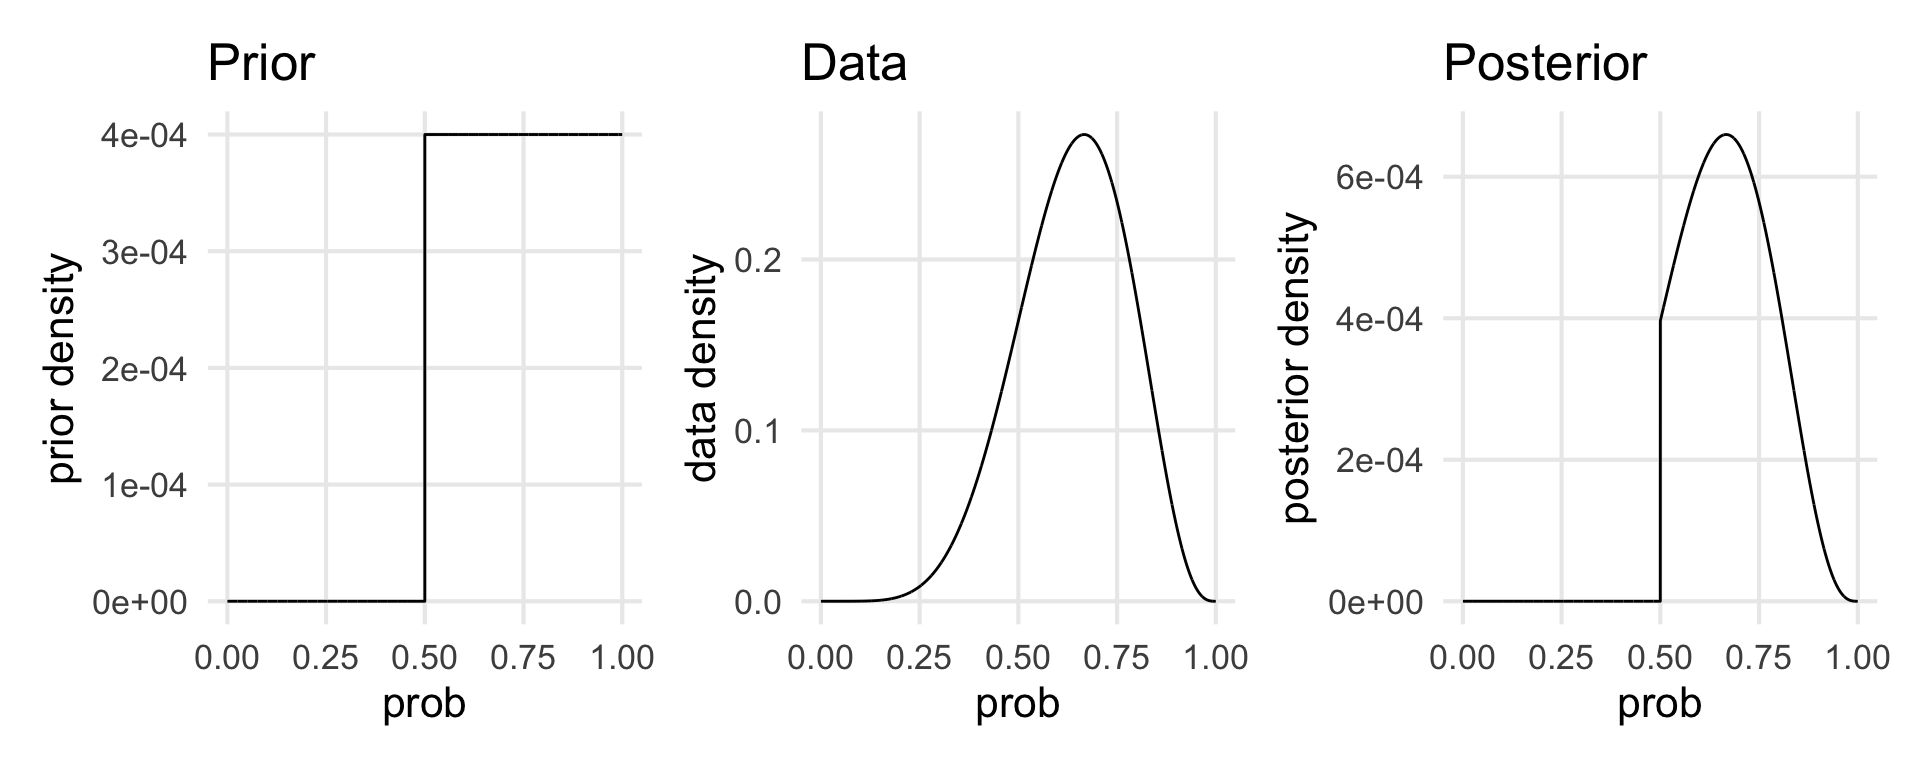 Prior
prior density
4e-04
3e-04
2e-04
1e-04
0e+00
0.00 0.25 0.50 0.75 1.00
prob
Data
data density
0.2
0.1
0.0
0.00 0.25 0.50 0.75 1.00
prob
Posterior
posterior density
6e-04
4e-04
2e-04
0e+00
0.00 0.25 0.50 0.75 1.00
prob